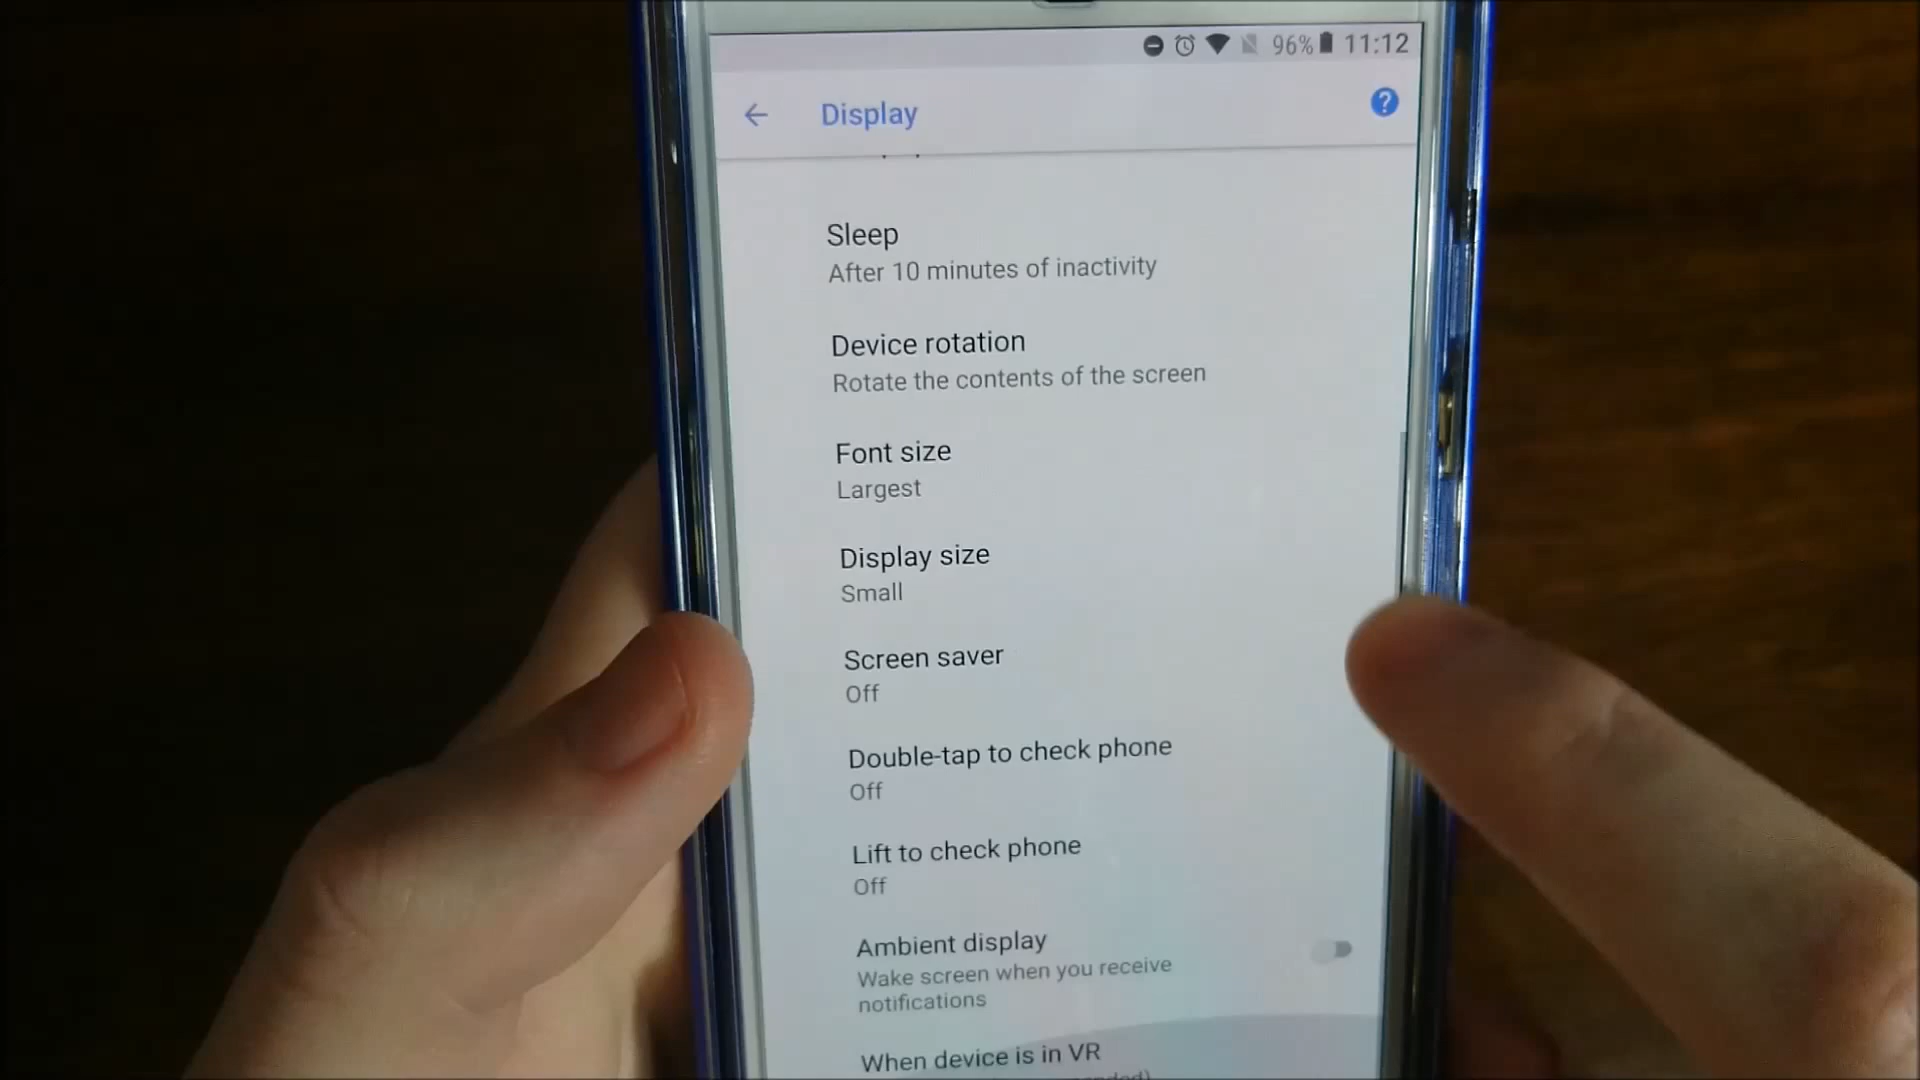 96% 11:12
Display
Sleep
After 10 minutes of inactivity
Device rotation
Rotate the contents of the screen
Font size
Largest
Display size
Small
Screen saver
Off
Double-tap to check phone
Off
Lift to check phone
Off
Ambient display
Wake screen when you receive
notifications
When device is in VR